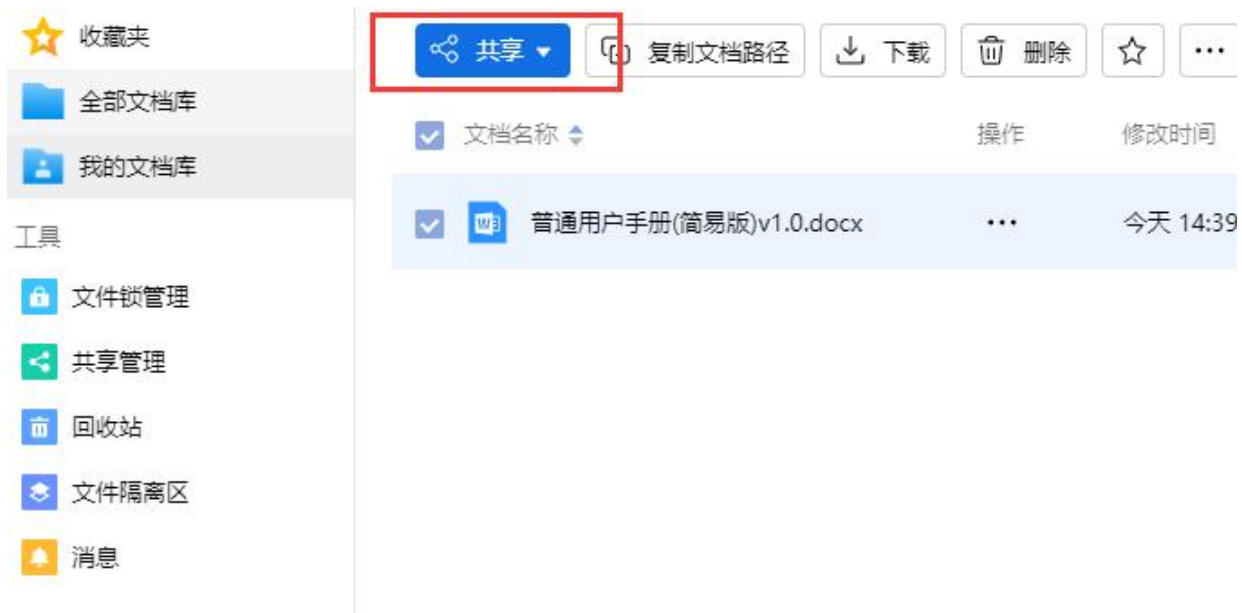 收藏夹
全部文档库
我的文档库
工具
文件锁管理
共享管理
回收站
文件隔离区
消息
共享 复制文档路径 下载 删除
文档名称 操作 修改时间
普通用户手册(简易版)v1.0.docx ··· 今天 14:39